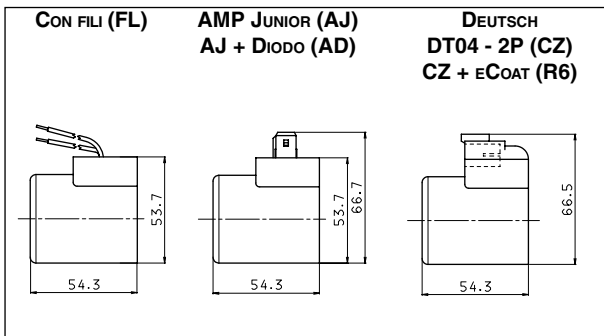 CON FILI (FL)
AMP JUNIOR (AJ)
AJ + DIODO (AD)
DEUTSCH
DT04 - 2P (CZ)
CZ + ECOAT (R6)
53.7
54.3
53.7
66.7
54.3
66.5
54.3